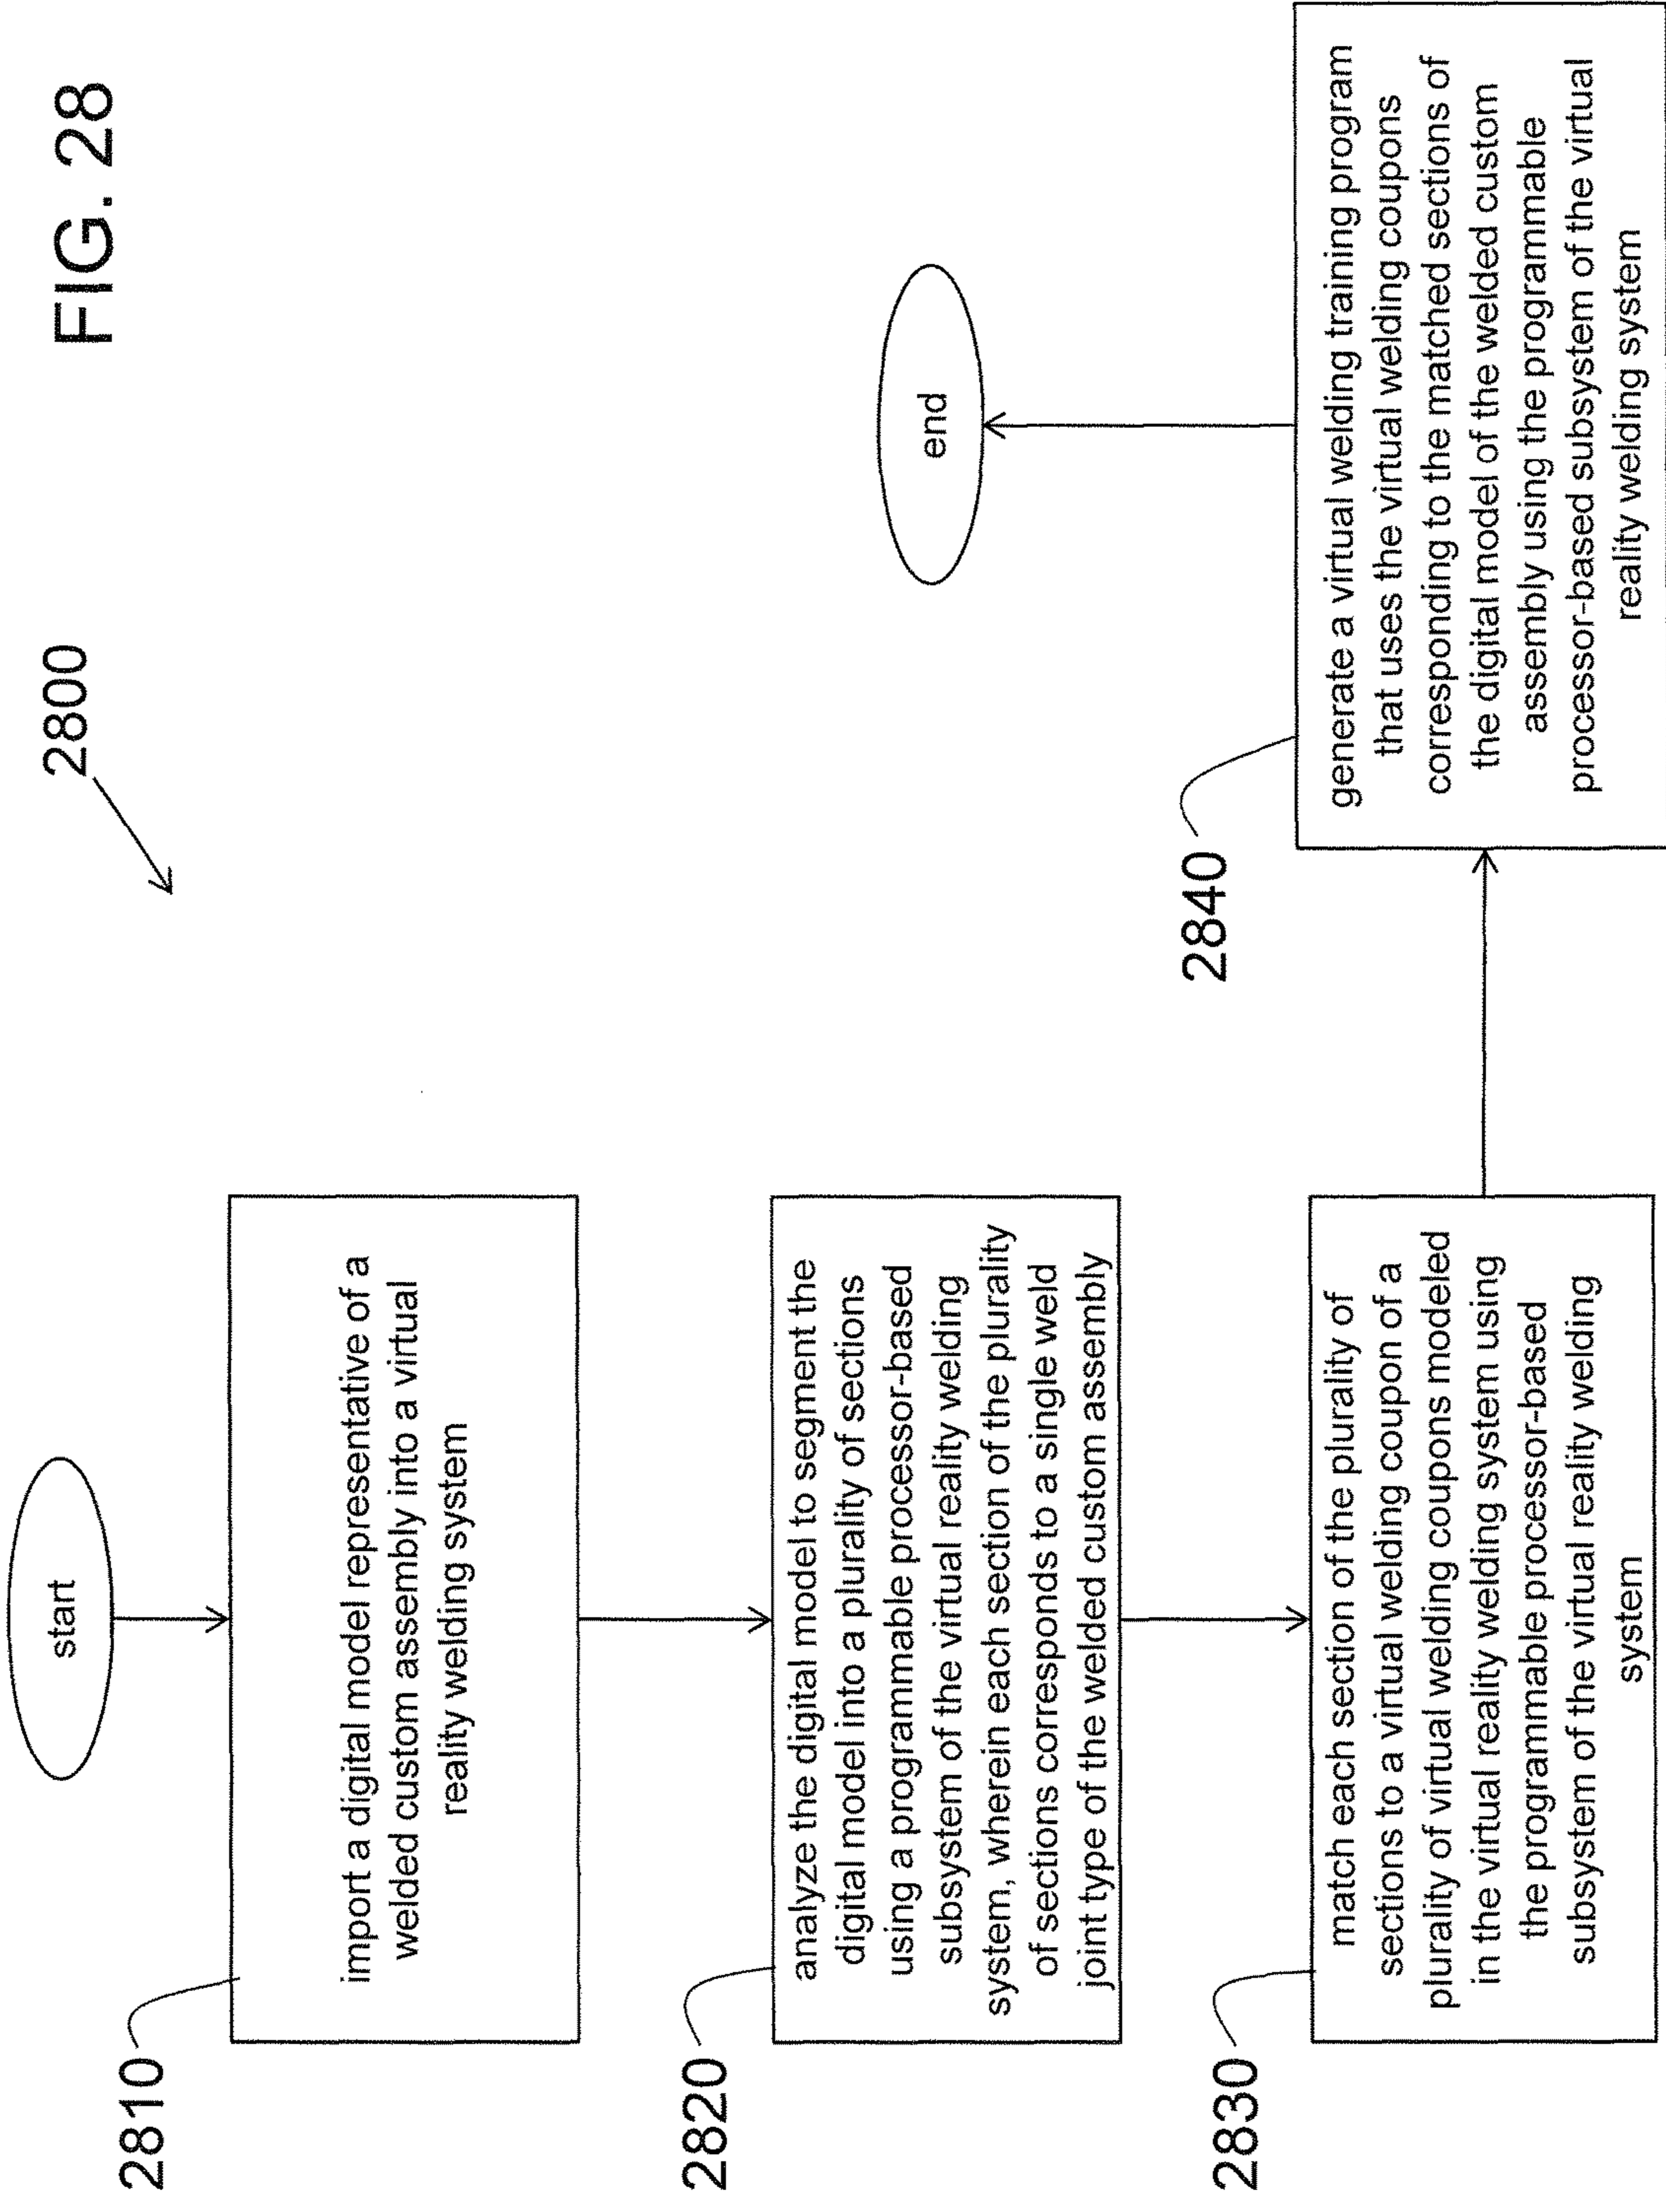 FIG. 28
2800
start
2810
import a digital model representative of a
welded custom assembly into a virtual
reality welding system
2820
analyze the digital model to segment the
digital model into a plurality of sections
using a programmable processor-based
subsystem of the virtual reality welding
system, wherein each section of the plurality
of sections corresponds to a single weld
joint type of the welded custom assembly
2830
match each section of the plurality of
sections to a virtual welding coupon of a
plurality of virtual welding coupons modeled
in the virtual reality welding system using
the programmable processor-based
subsystem of the virtual reality welding
system
2840
generate a virtual welding training program
that uses the virtual welding coupons
corresponding to the matched sections of
the digital model of the welded custom
assembly using the programmable
processor-based subsystem of the virtual
reality welding system
end